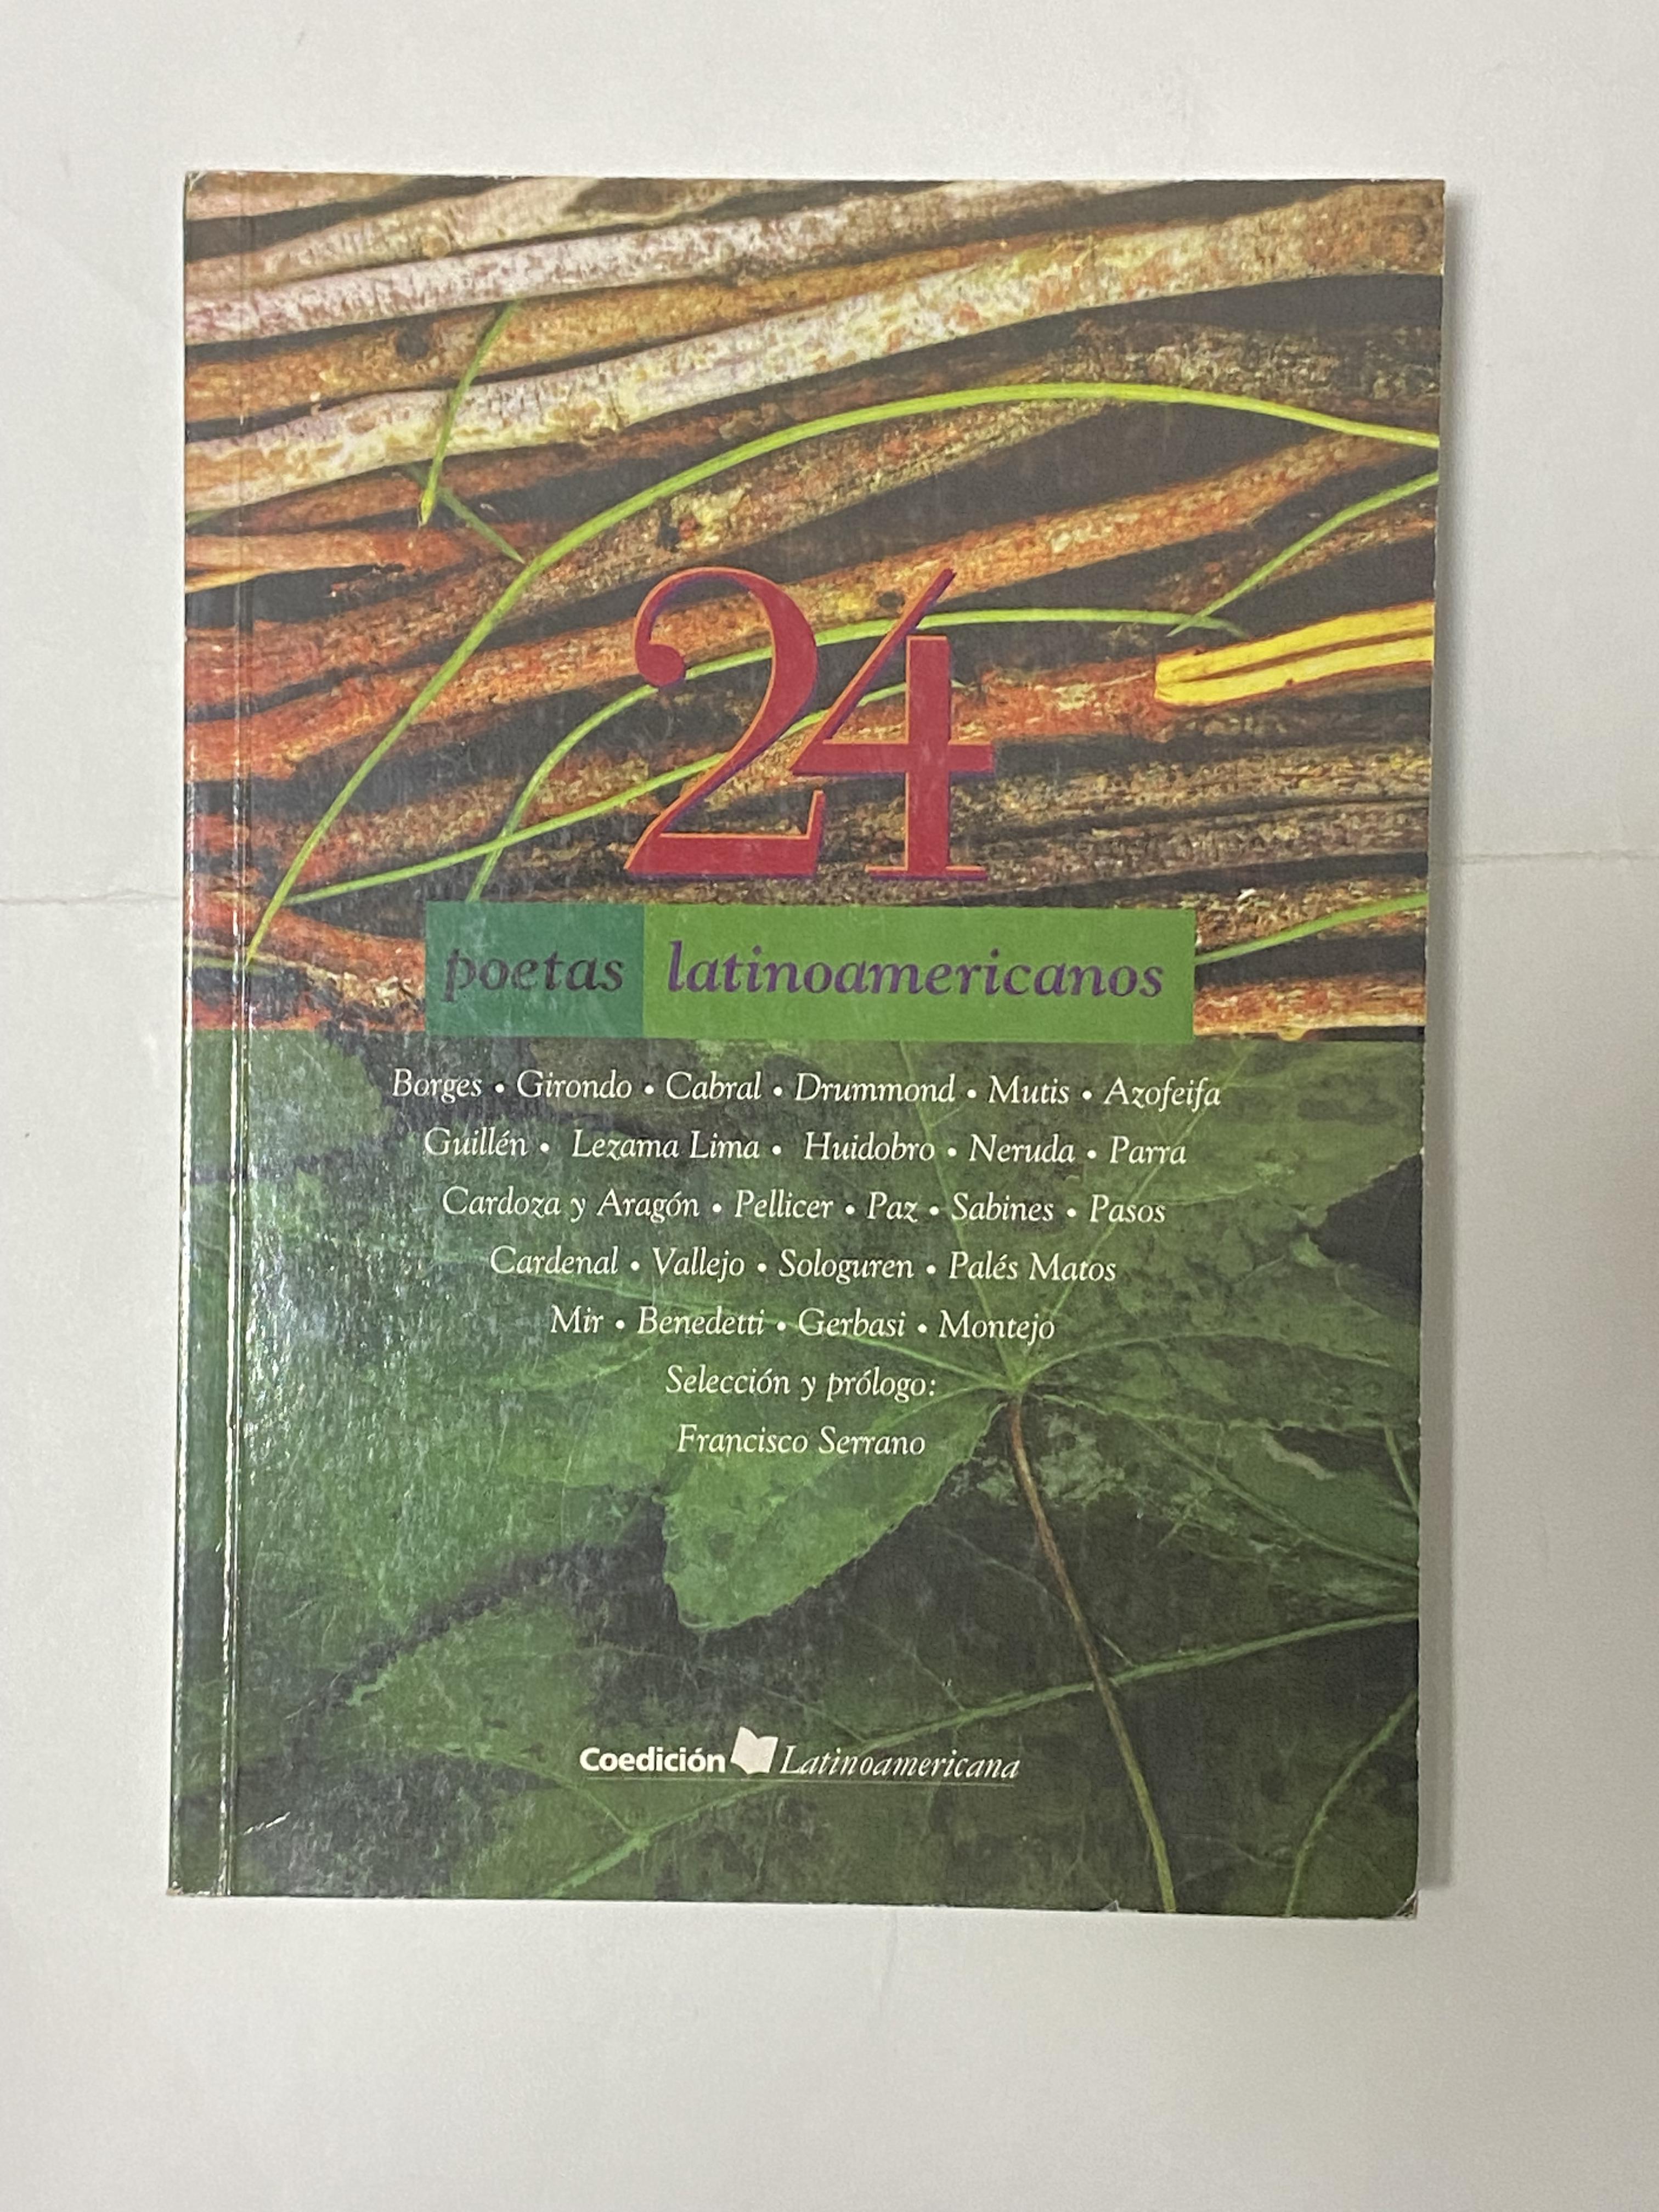 24
poetas latinoamericanos
Borges • Girondo • Cabral • Drummond • Mutis • Azofeifa
Guillén • Lezama Lima • Huidobro • Neruda • Parra
Cardoza y Aragón • Pellicer • Paz • Sabines • Pasos
Cardenal • Vallejo • Sologuren • Palés Matos
Mir • Benedetti • Gerbasi • Montejo
Selección y prólogo:
Francisco Serrano
Coedición Latinoamericana